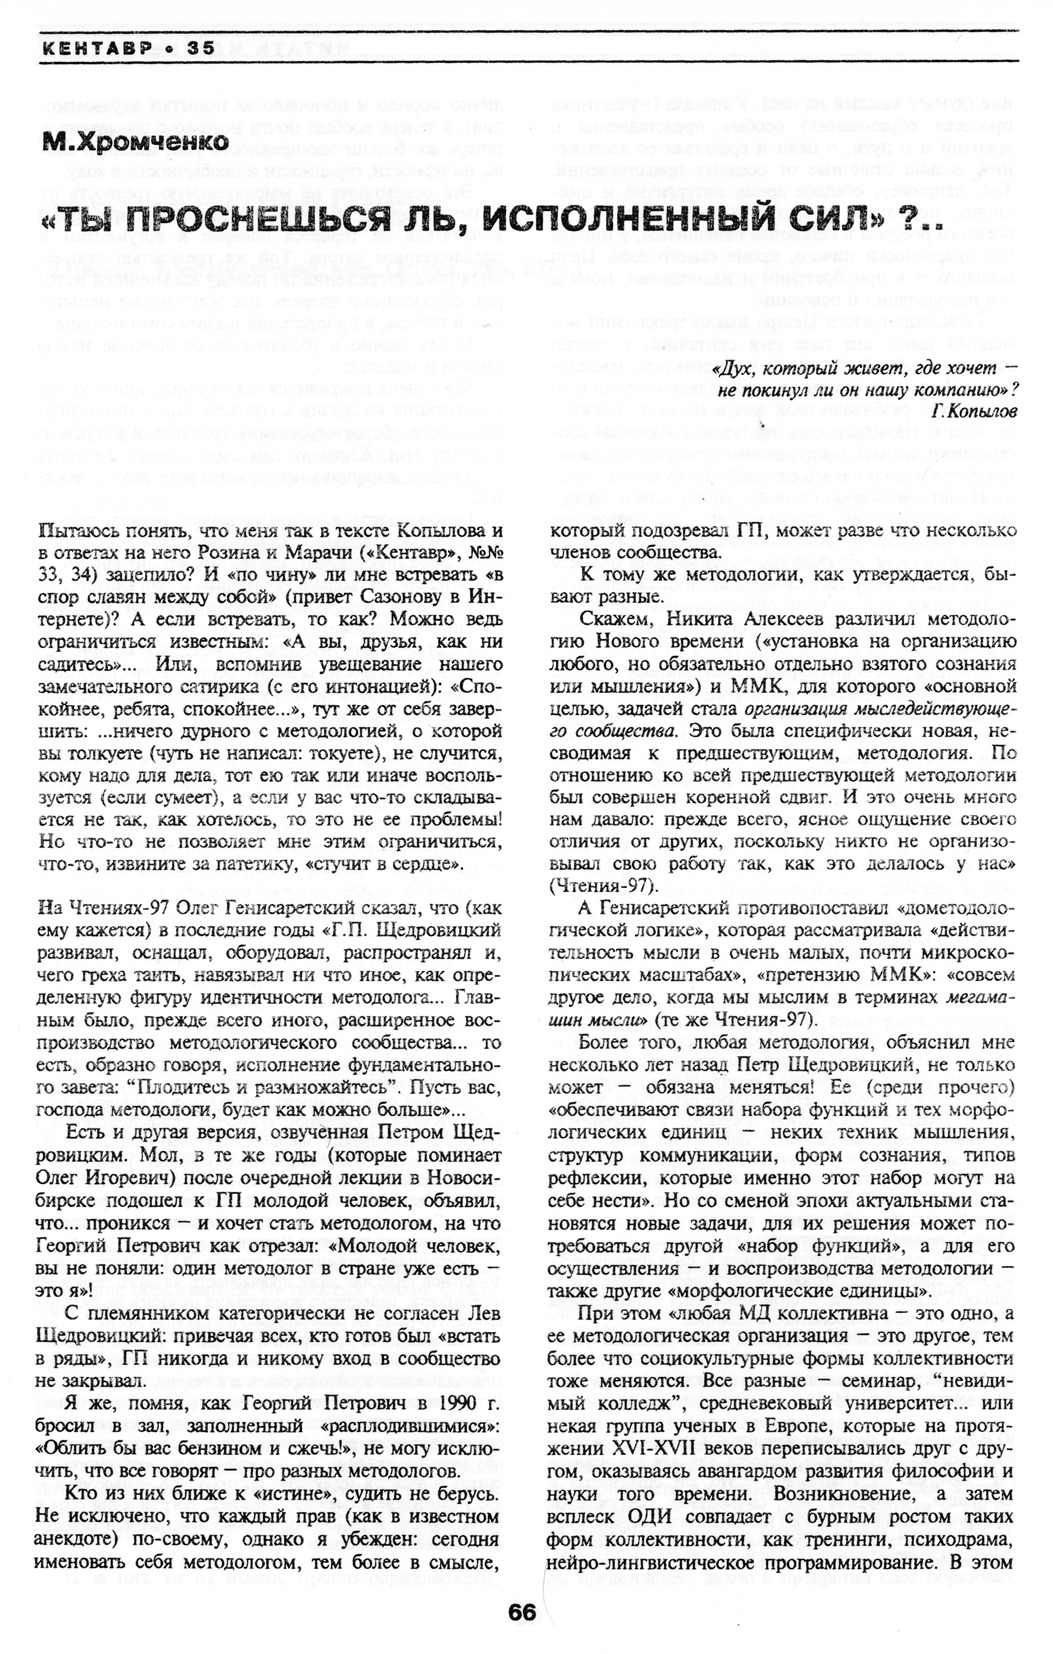 КЕНТАВР • 35
М.Хромченко
«ТЫ ПРОСНЕШЬСЯ ЛЬ, ИСПОЛНЕННЫЙ СИЛ» ?..
«Дух, который живет, где хочет –
не покинул ли он нашу компанию»?
Г.Копылов
Пытаюсь понять, что меня так в тексте Копылова и
в ответах на него Розина и Марачи («Кентавр», №№
33, 34) зацепило? И «по чину» ли мне встревать «в
спор славян между собой» (привет Сазонову в Ин-
тернете)? А если встревать, то как? Можно ведь
ограничиться известным: «А вы, друзья, как ни
садитесь»... Или, вспомнив увещевание нашего
замечательного сатирика (с его интонацией): «Спо-
койнее, ребята, спокойнее...», тут же от себя завер-
шить: ...ничего дурного с методологией, о которой
вы толкуете (чуть не написал: токуете), не случится,
кому надо для дела, тот ею так или иначе восполь-
зуется (если сумеет), а если у вас что-то складыва-
ется не так, как хотелось, то это не ее проблемы!
Но что-то не позволяет мне этим ограничиться,
что-то, извините за патетику, «стучит в сердце».
На Чтениях-97 Олег Генисаретский сказал, что (как
ему кажется) в последние годы «Г.П. Щедровицкий
развивал, оснащал, оборудовал, распространял и,
чего греха таить, навязывал ни что иное, как опре-
деленную фигуру идентичности методолога... Глав-
ным было, прежде всего иного, расширенное вос-
производство методологического сообщества... то
есть, образно говоря, исполнение фундаментально-
го завета: “Плодитесь и размножайтесь”. Пусть вас,
господа методологи, будет как можно больше»...
Есть и другая версия, озвученная Петром Щед-
ровицким. Мол, в те же годы (которые поминает
Олег Игоревич) после очередной лекции в Новоси-
бирске подошел к ГП молодой человек, объявил,
что... проникся – и хочет стать методологом, на что
Георгий Петрович как отрезал: «Молодой человек,
вы не поняли: один методолог в стране уже есть –
это я»!
С племянником категорически не согласен Лев
Щедровицкий: привечая всех, кто готов был «встать
в ряды», ГП никогда и никому вход в сообщество
не закрывал.
Я же, помня, как Георгий Петрович в 1990 г.
бросил в зал, заполненный «расплодившимися»:
«Облить бы вас бензином и сжечь!», не могу исклю-
чить, что все говорят – про разных методологов.
Кто из них ближе к «истине», судить не берусь.
Не исключено, что каждый прав (как в известном
анекдоте) по-своему, однако я убежден: сегодня
именовать себя методологом, тем более в смысле,
который подозревал ГП, может разве что несколько
членов сообщества.
К тому же методологии, как утверждается, бы-
вают разные.
Скажем, Никита Алексеев различил методоло-
гию Нового времени («установка на организацию
любого, но обязательно отдельно взятого сознания
или мышления») и ММК, для которого «основной
целью, задачей стала организация мыследействующе-
го сообщества. Это была специфически новая, не-
сводимая к предшествующим, методология. По
отношению ко всей предшествующей методологии
был совершен коренной сдвиг. И это очень много
нам давало: прежде всего, ясное ощущение своего
отличия от других, поскольку никто не организо-
вывал свою работу так, как это делалось у нас»
(Чтения-97).
А Генисаретский противопоставил «дометодоло-
гической логике», которая рассматривала «действи-
тельность мысли в очень малых, почти микроско-
пических масштабах», «претензию ММК»: «совсем
другое дело, когда мы мыслим в терминах мегама-
шин мысли» (те же Чтения-97).
Более того, любая методология, объяснил мне
несколько лет назад Петр Щедровицкий, не только
может – обязана меняться! Ее (среди прочего)
«обеспечивают связи набора функций и тех морфо-
логических единиц – неких техник мышления,
структур коммуникации, форм сознания, типов
рефлексии, которые именно этот набор могут на
себе нести». Но со сменой эпохи актуальными ста-
новятся новые задачи, для их решения может по-
требоваться другой «набор функций», а для его
осуществления – и воспроизводства методологии –
также другие «морфологические единицы».
При этом «любая МД коллективна – это одно, а
ее методологическая организация – это другое, тем
более что социокультурные формы коллективности
тоже меняются. Все разные – семинар, “невиди-
мый колледж”, средневековый университет... или
некая группа ученых в Европе, которые на протя-
жении XVI-XVII веков переписывались друг с дру-
гом, оказываясь авангардом развития философии и
науки того времени. Возникновение, а затем
всплеск ОДИ совпадает с бурным ростом таких
форм коллективности, как тренинги, психодрама,
нейро-лингвистическое программирование. В этом
66